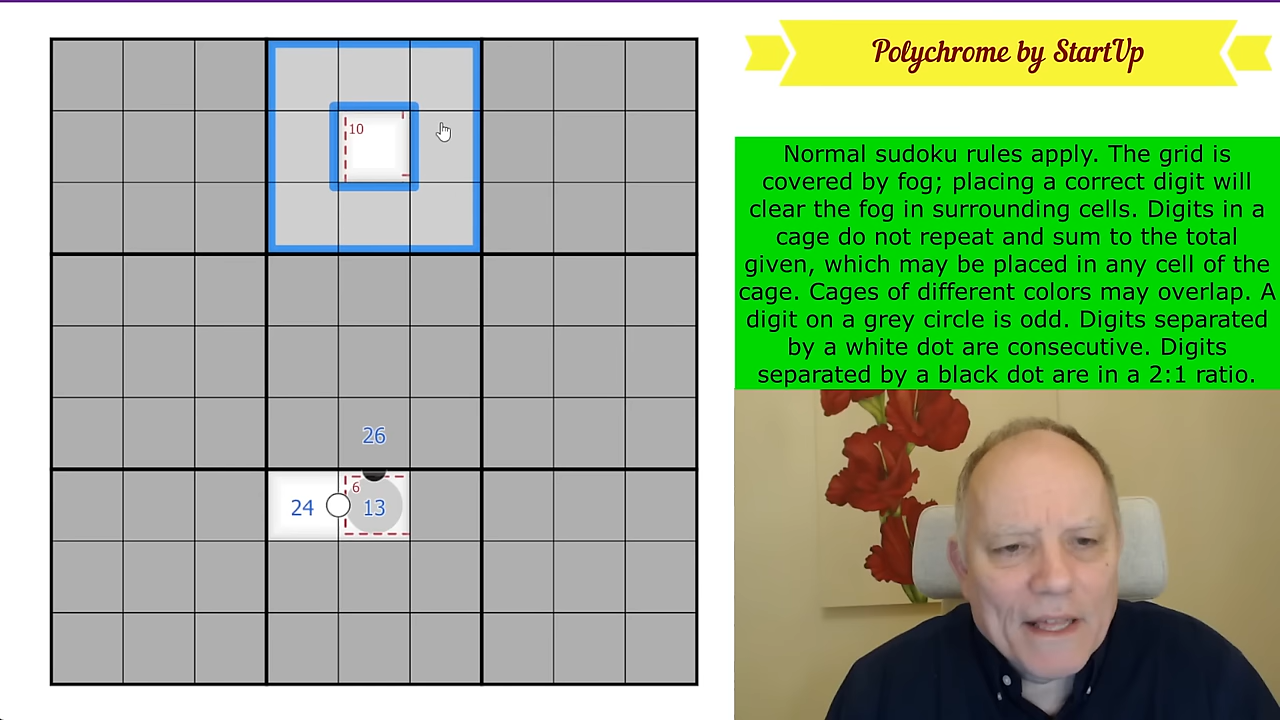 Polychrome by StartUp
Normal sudoku rules apply. The grid is
covered by fog; placing a correct digit will
clear the fog in surrounding cells. Digits in a
cage do not repeat and sum to the total
given, which may be placed in any cell of the
cage. Cages of different colors may overlap. A
digit on a grey circle is odd. Digits separated
by a white dot are consecutive. Digits
separated by a black dot are in a 2:1 ratio.
10
26
24
6
13